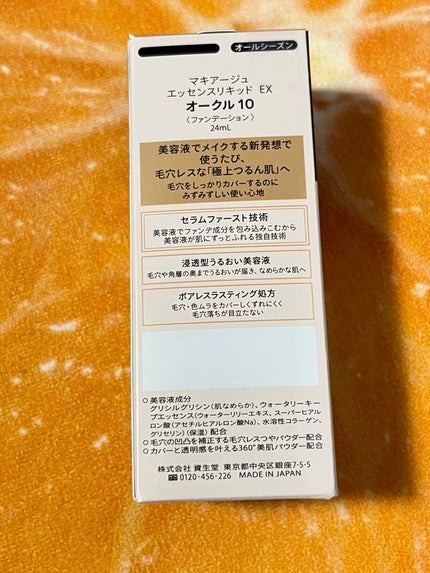 オールシーズン
マキアージュ
エッセンスリキッド EX
オークル 10
〈ファンデーション〉
24mL
美容液でメイクする新発想で
使うたび、
毛穴レスな「極上つるん肌」へ
毛穴をしっかりカバーするのに
みずみずしい使い心地
セラムファースト技術
美容液でファンデ成分を包み込こむから
美容液が肌にずっとふれる独自技術
浸透型うるおい美容液
毛穴や角層の奥までうるおいが届き、なめらかな肌へ
ポアレスラスティング処方
毛穴・色ムラをカバーしくずれにくく
毛穴落ちが目立たない
○ 美容液成分
グリシルグリシン(肌なめらか)、ウォータリーキー
プエッセンス(ウォーターリリーエキス、スーパーヒアル
ロン酸(アセチルヒアルロン酸Na)、水溶性コラーゲン、
グリセリン)(保湿) 配合
○ 毛穴の凹凸を補正する毛穴レスつやパウダー配合
○ カバーと透明感を叶える360°美肌パウダー配合
株式会社 資生堂 東京都中央区銀座7-5-5
0120-456-226 MADE IN JAPAN